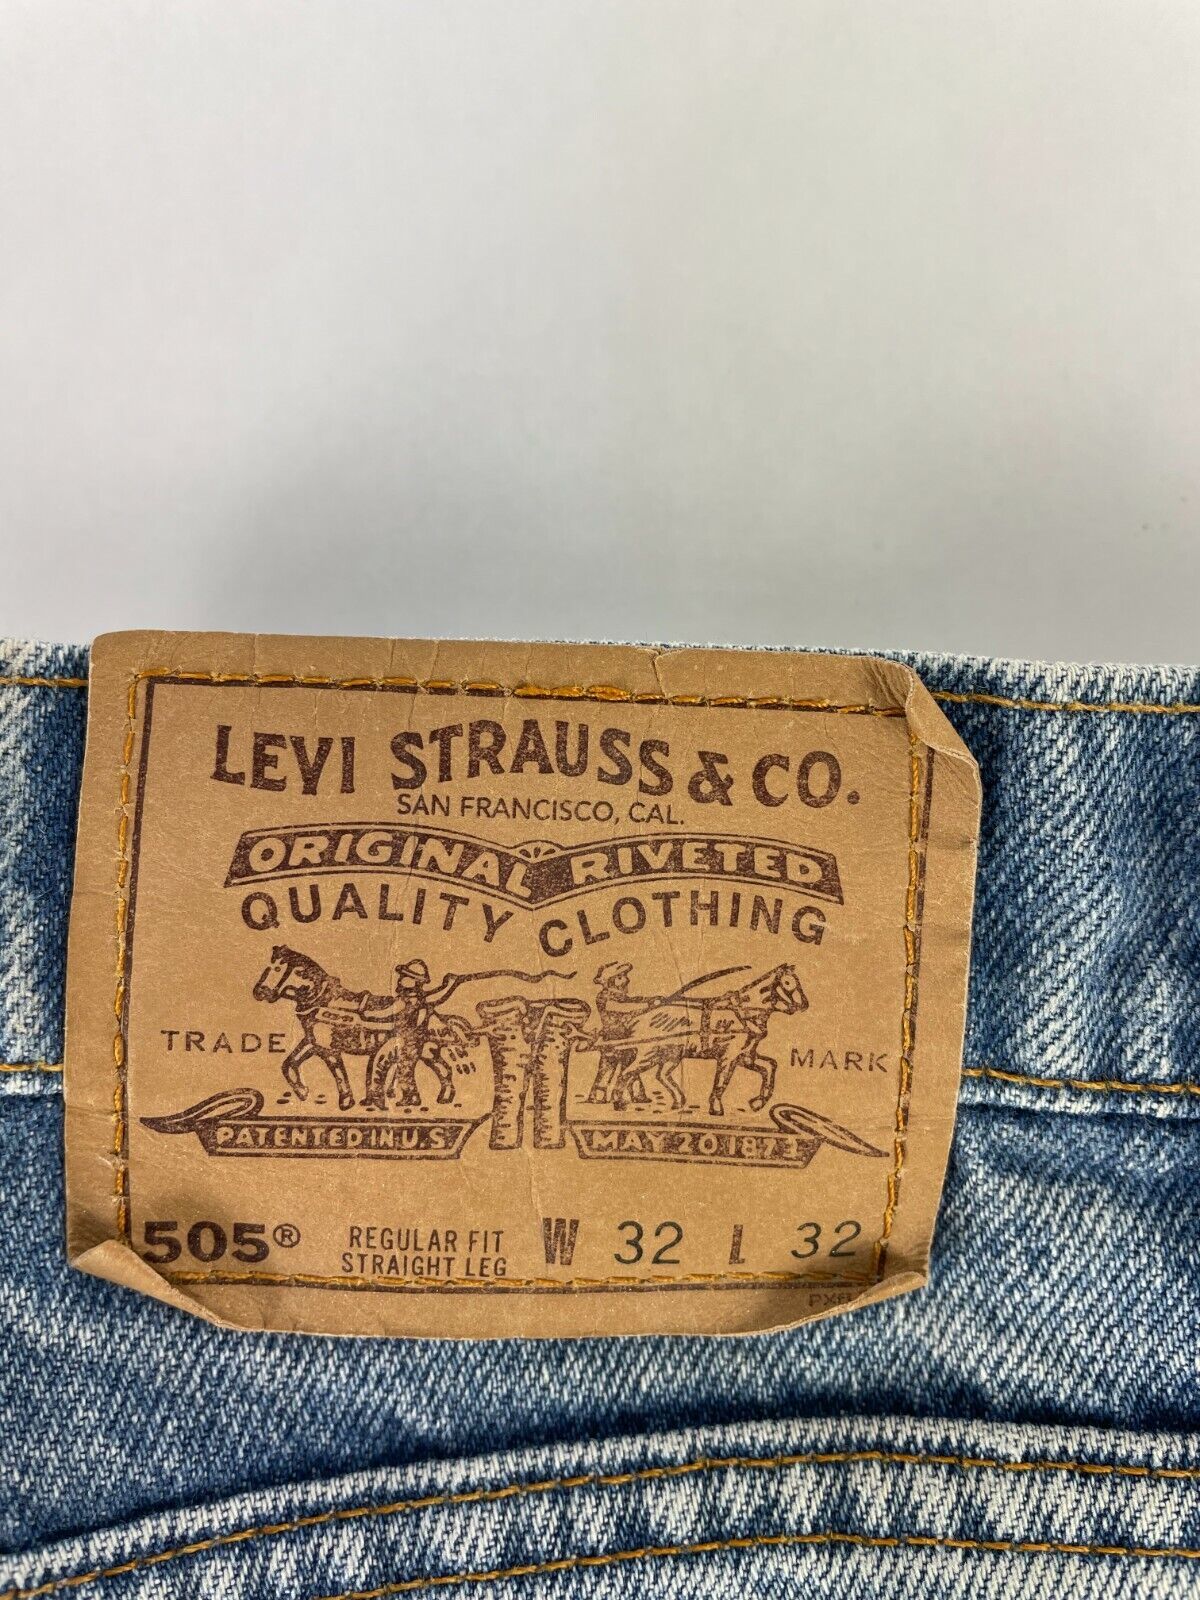 LEVI STRAUSS & CO.
SAN FRANCISCO, CAL.
ORIGINAL RIVETED
QUALITY CLOTHING
TRADE MARK
PATENTED IN U.S. MAY 20 1873
505® REGULAR FIT STRAIGHT LEG W 32 L 32